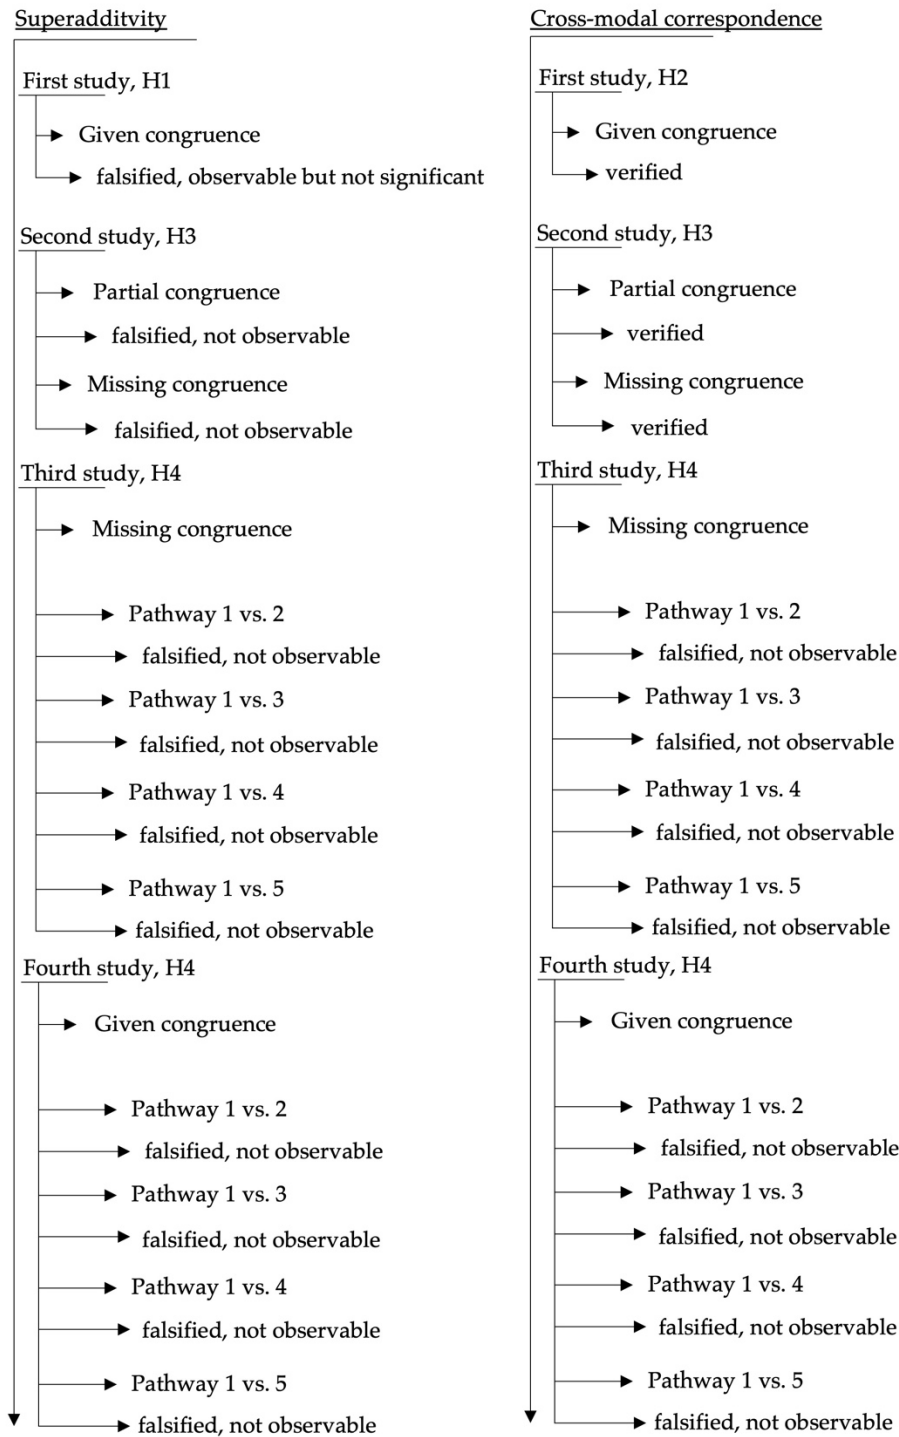 Superadditvity
First study, H1
Given congruence
falsified, observable but not significant
Second study, H3
Partial congruence
falsified, not observable
Missing congruence
falsified, not observable
Third study, H4
Missing congruence
Pathway 1 vs. 2
falsified, not observable
Pathway 1 vs. 3
falsified, not observable
Pathway 1 vs. 4
falsified, not observable
Pathway 1 vs. 5
falsified, not observable
Fourth study, H4
Given congruence
Pathway 1 vs. 2
falsified, not observable
Pathway 1 vs. 3
falsified, not observable
Pathway 1 vs. 4
falsified, not observable
Pathway 1 vs. 5
falsified, not observable
Cross-modal correspondence
First study, H2
Given congruence
verified
Second study, H3
Partial congruence
verified
Missing congruence
verified
Third study, H4
Missing congruence
Pathway 1 vs. 2
falsified, not observable
Pathway 1 vs. 3
falsified, not observable
Pathway 1 vs. 4
falsified, not observable
Pathway 1 vs. 5
falsified, not observable
Fourth study, H4
Given congruence
Pathway 1 vs. 2
falsified, not observable
Pathway 1 vs. 3
falsified, not observable
Pathway 1 vs. 4
falsified, not observable
Pathway 1 vs. 5
falsified, not observable